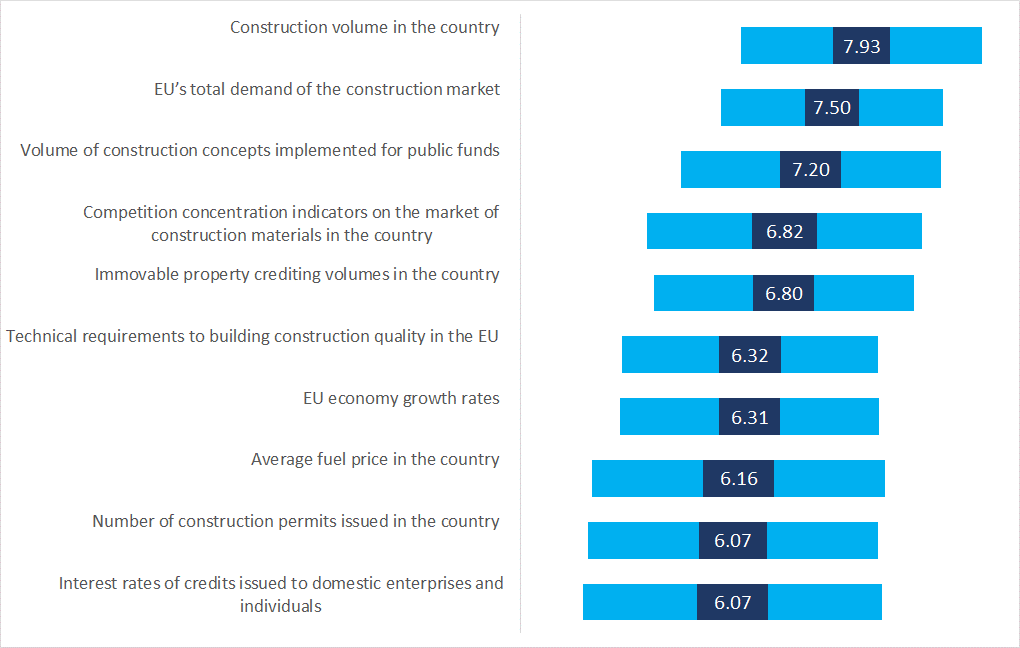 Construction volume in the country
7.93
EU’s total demand of the construction market
7.50
Volume of construction concepts implemented for public funds
7.20
Competition concentration indicators on the market of
construction materials in the country
6.82
Immovable property crediting volumes in the country
6.80
Technical requirements to building construction quality in the EU
6.32
EU economy growth rates
6.31
Average fuel price in the country
6.16
Number of construction permits issued in the country
6.07
Interest rates of credits issued to domestic enterprises and
individuals
6.07